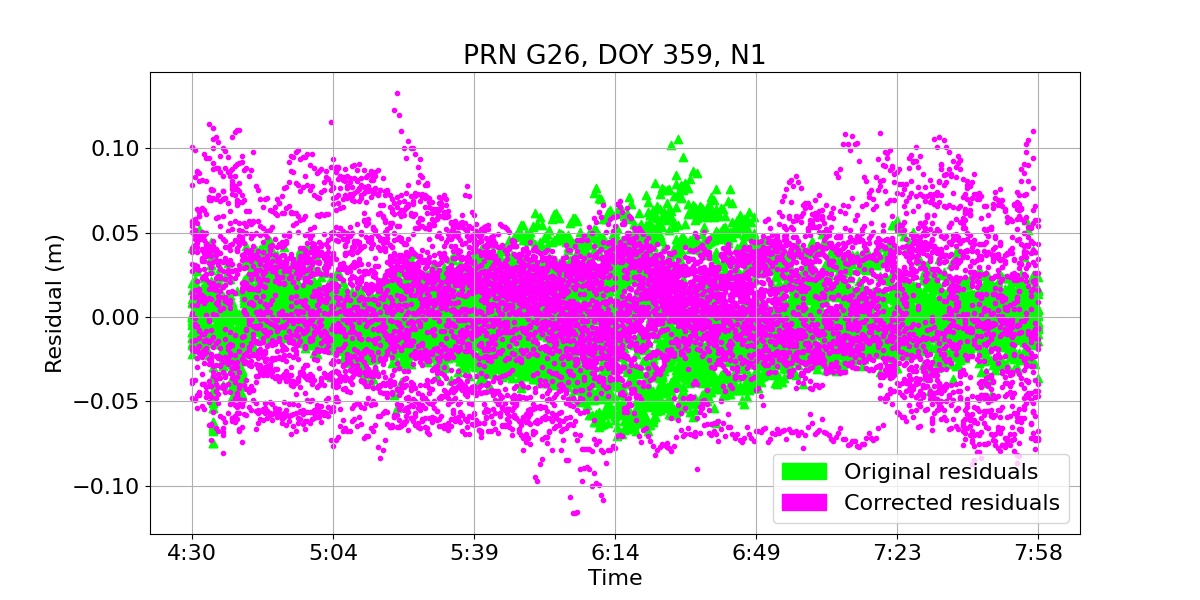 PRN G26, DOY 359, N1
Residual (m)
0.10
0.05
0.00
−0.05
−0.10
4:30 5:04 5:39 6:14 6:49 7:23 7:58
Time
Original residuals
Corrected residuals